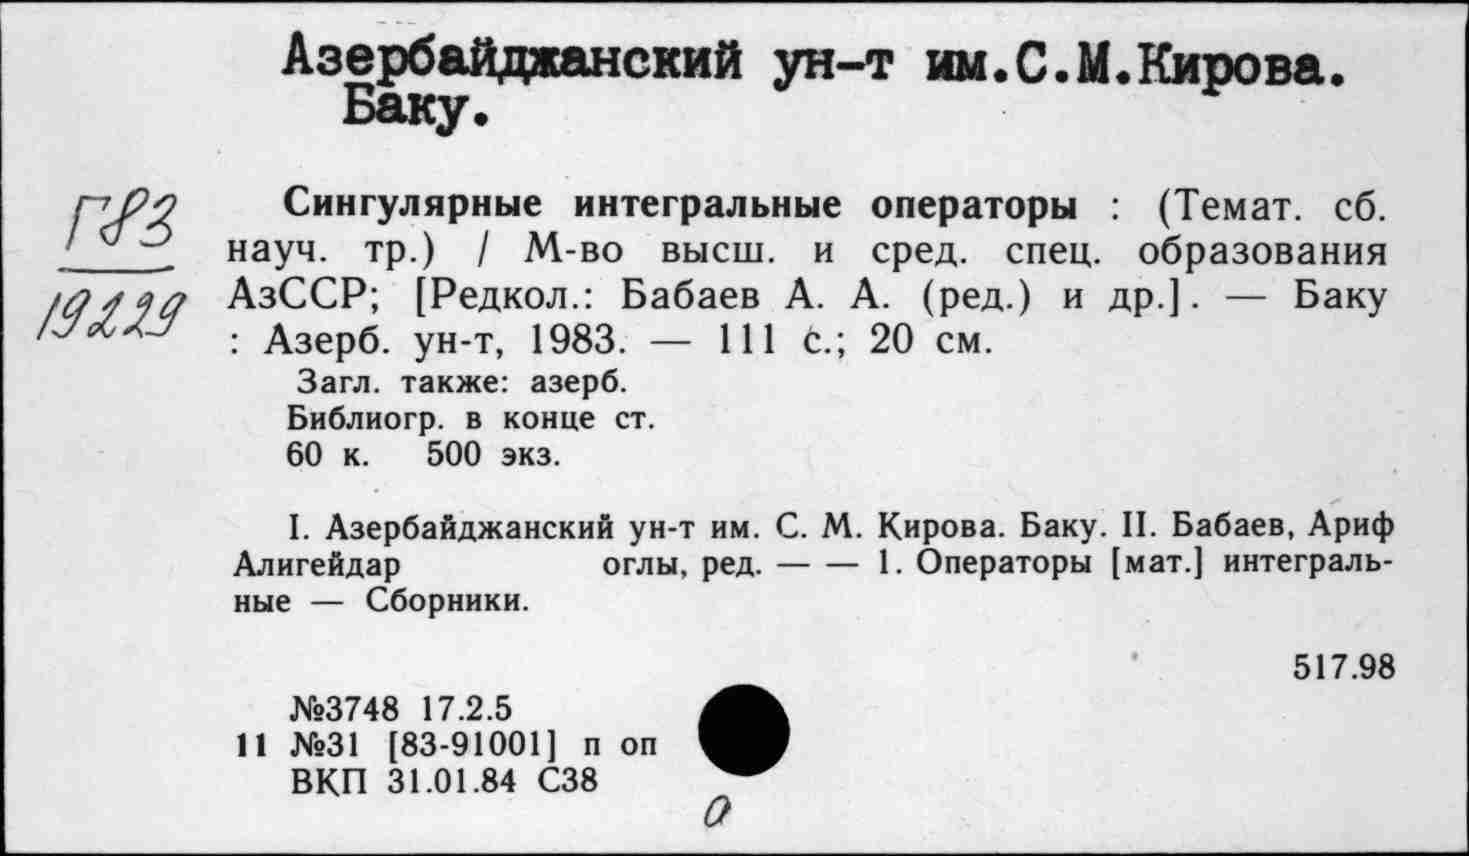 Азербайджанский ун-т им.С.М.Кирова.
Баку.
Г83
19229
Сингулярные интегральные операторы : (Темат. сб.
науч. тр.) / М-во высш. и сред. спец. образования
АзССР; [Редкол.: Бабаев А. А. (ред.) и др.]. — Баку
: Азерб. ун-т, 1983. — 111 с.; 20 см.
Загл. также: азерб.
Библиогр. в конце ст.
60 к. 500 экз.
I. Азербайджанский ун-т им. С. М. Кирова. Баку. II. Бабаев, Ариф
Алигейдар оглы, ред. — — 1. Операторы [мат.] интеграль-
ные — Сборники.
517.98
№3748 17.2.5
11 №31 [83-91001] п оп
ВКП 31.01.84 С38